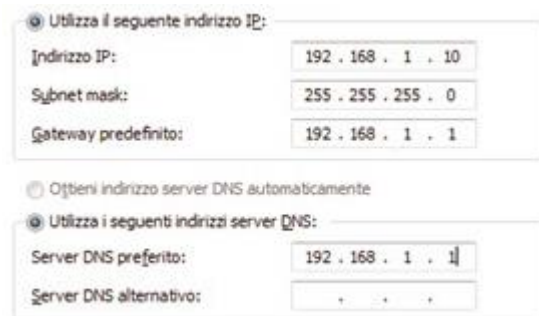 Utilizza il seguente indirizzo IP:
Indirizzo IP: 192 . 168 . 1 . 10
Subnet mask: 255 . 255 . 255 . 0
Gateway predefinito: 192 . 168 . 1 . 1
Ottieni indirizzo server DNS automaticamente
Utilizza i seguenti indirizzi server DNS:
Server DNS preferito: 192 . 168 . 1 . 1
Server DNS alternativo: . . .